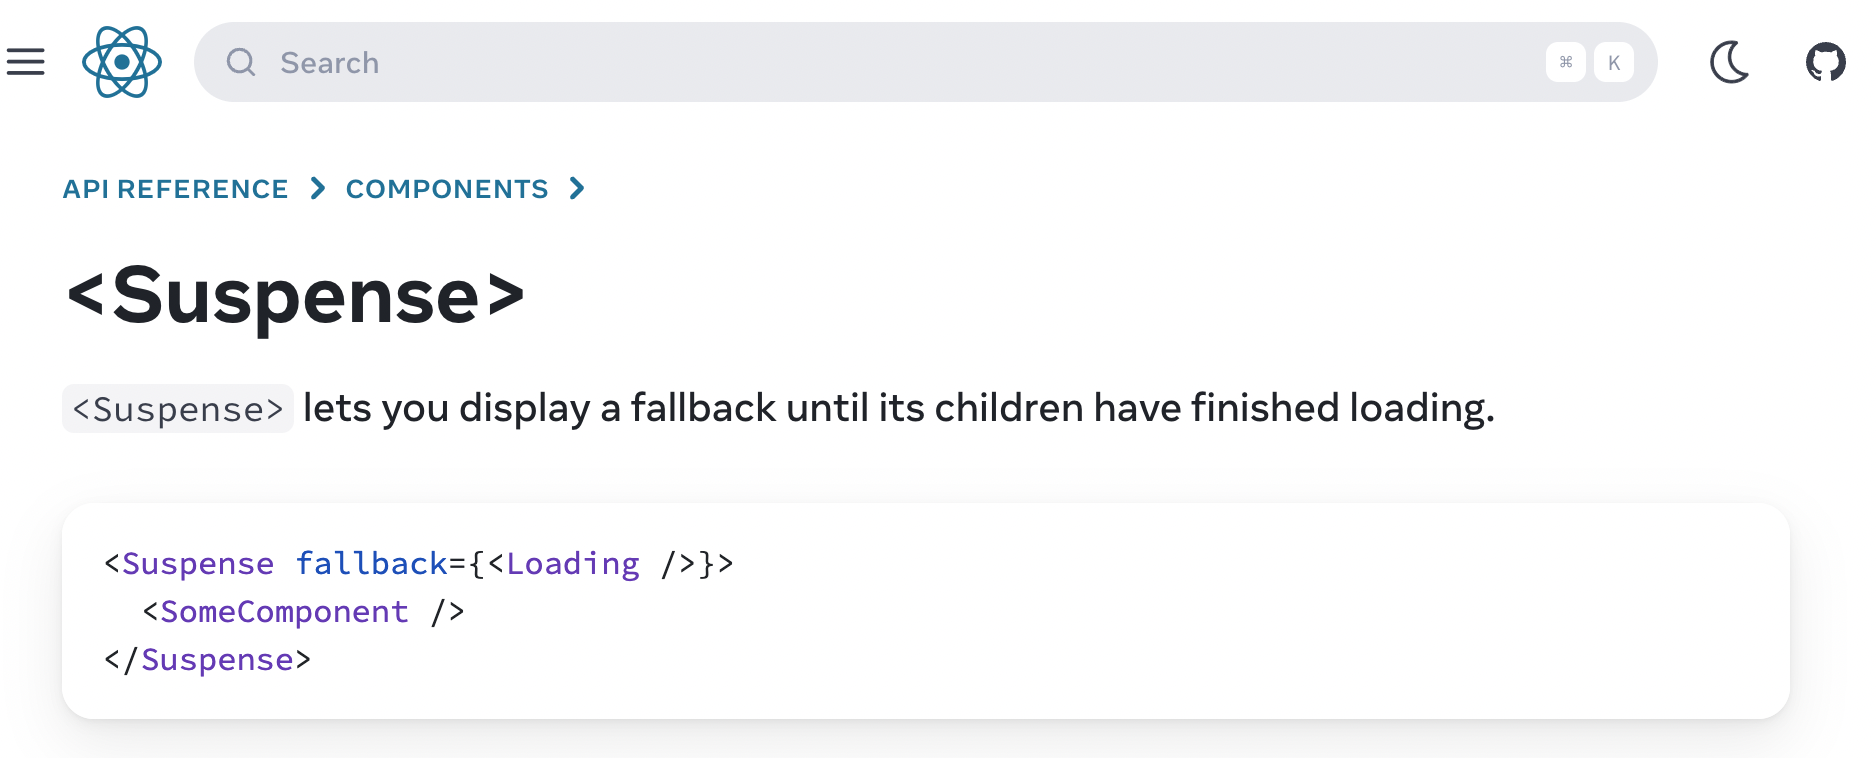 Search ⌘ K
API REFERENCE COMPONENTS
<Suspense>
<Suspense> lets you display a fallback until its children have finished loading.
<Suspense fallback={<Loading />}>
  <SomeComponent />
</Suspense>